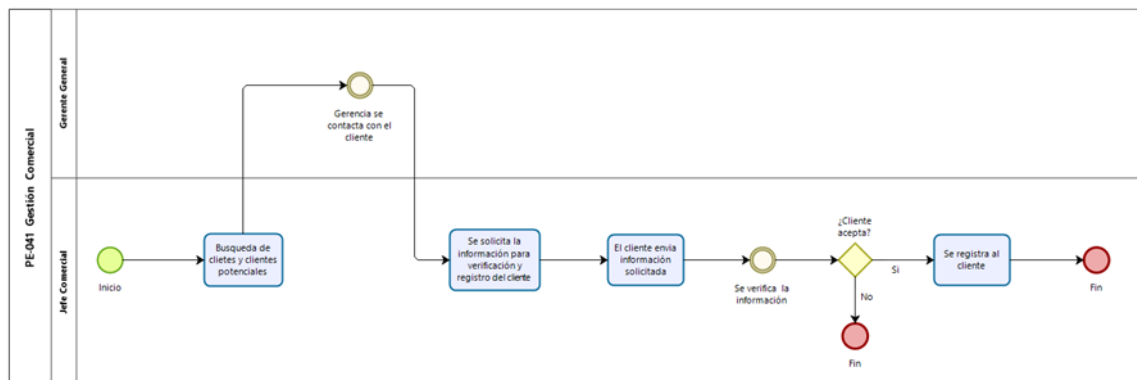 PE-041 Gestión Comercial
Gerente General
Gerencia se
contacta con el
cliente
Jefe Comercial
Inicio
Busqueda de
clietes y clientes
potenciales
Se solicita la
información para
verificación y
registro del cliente
El cliente envia
información
solicitada
Se verifica la
información
¿Cliente
acepta?
Si
No
Fin
Se registra al
cliente
Fin